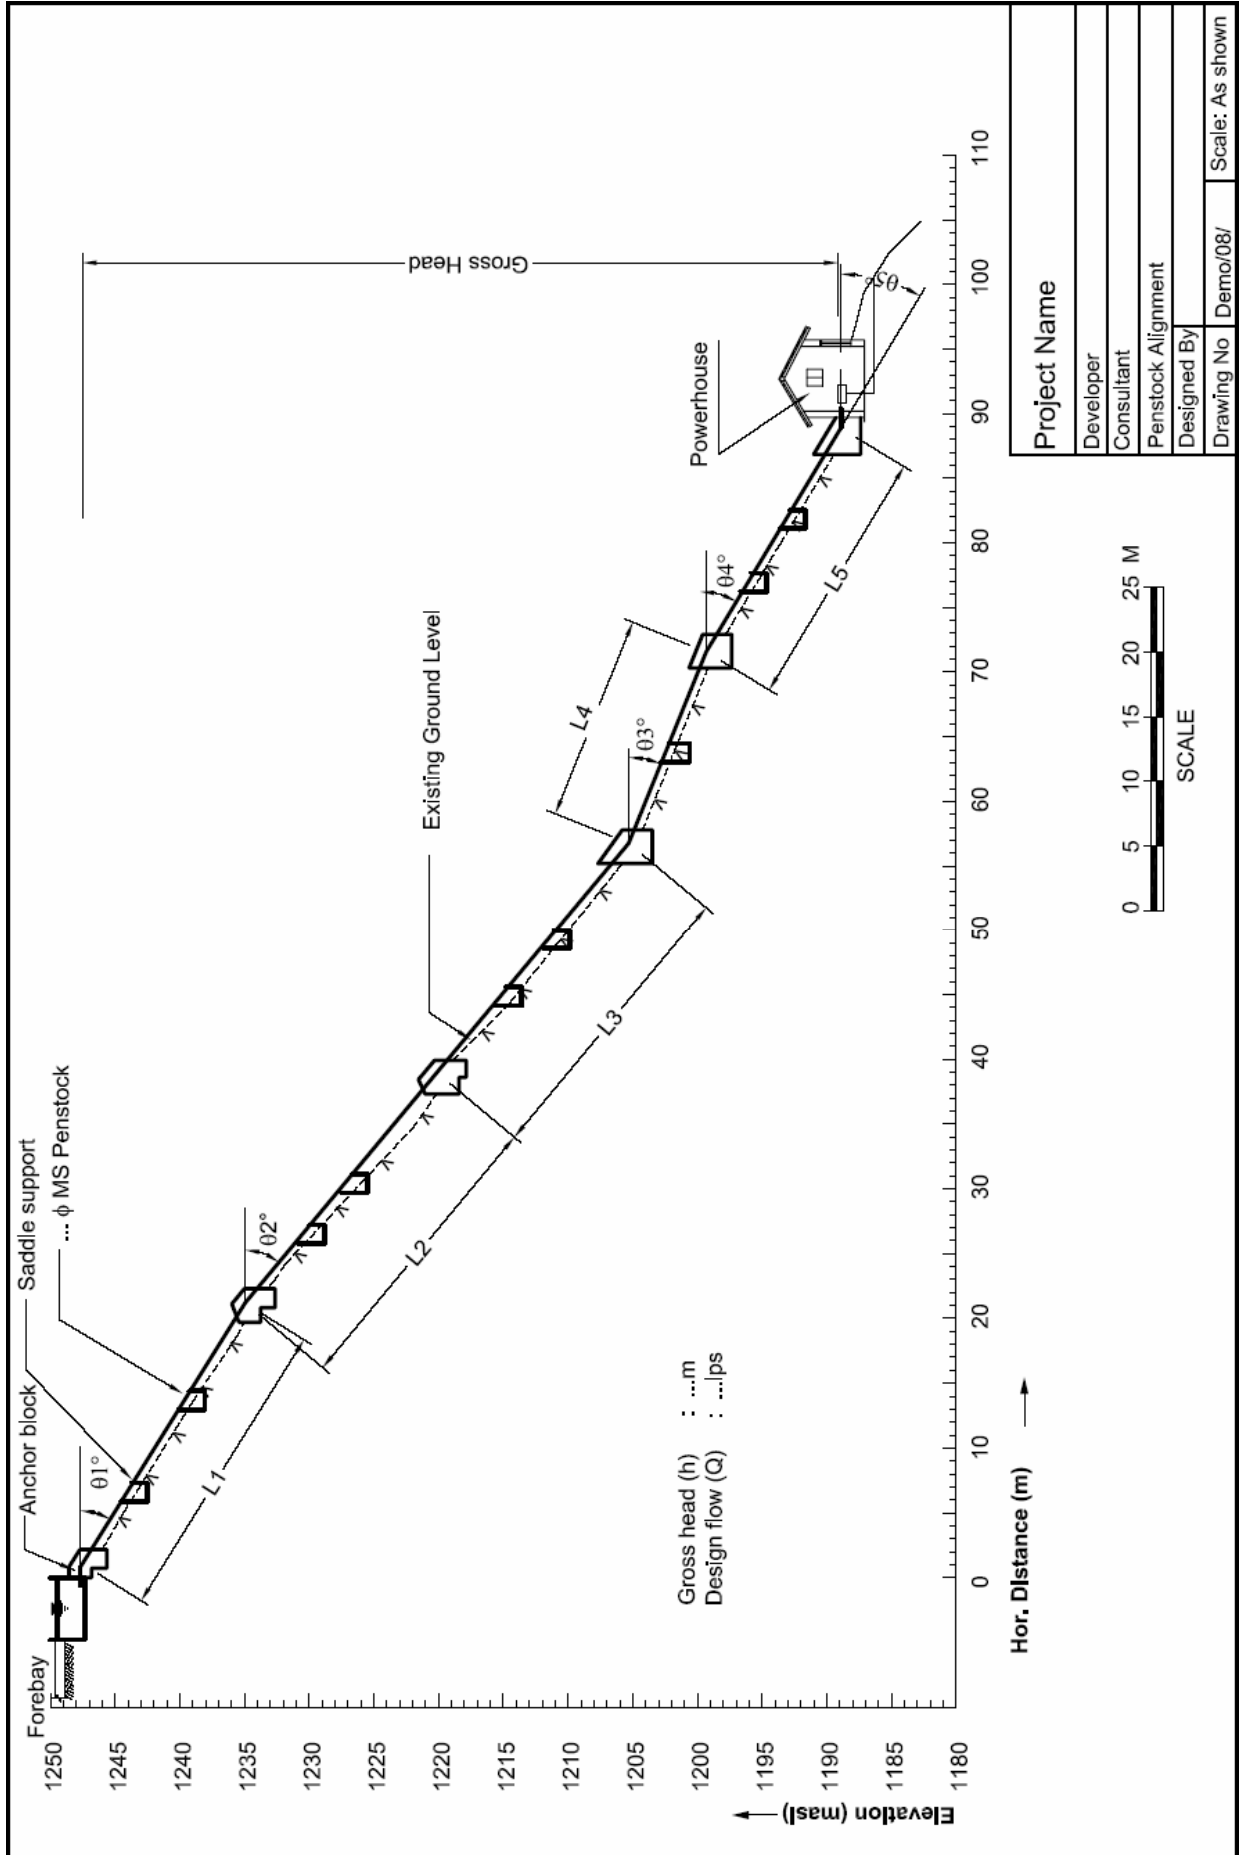 Forebay
Anchor block
Saddle support
... ϕ MS Penstock
Existing Ground Level
Powerhouse
Gross Head
θ1°
θ2°
θ3°
θ4°
θ5°
L1
L2
L3
L4
L5
1250
1245
1240
1235
1230
1225
1220
1215
1210
1205
1200
1195
1190
1185
1180
Elevation (masl)
0 10 20 30 40 50 60 70 80 90 100 110
Hor. DIstance (m)
Gross head (h) : ...m
Design flow (Q) : ...lps
0 5 10 15 20 25 M
SCALE
Project Name
Developer
Consultant
Penstock Alignment
Designed By
Drawing No Demo/08/ Scale: As shown